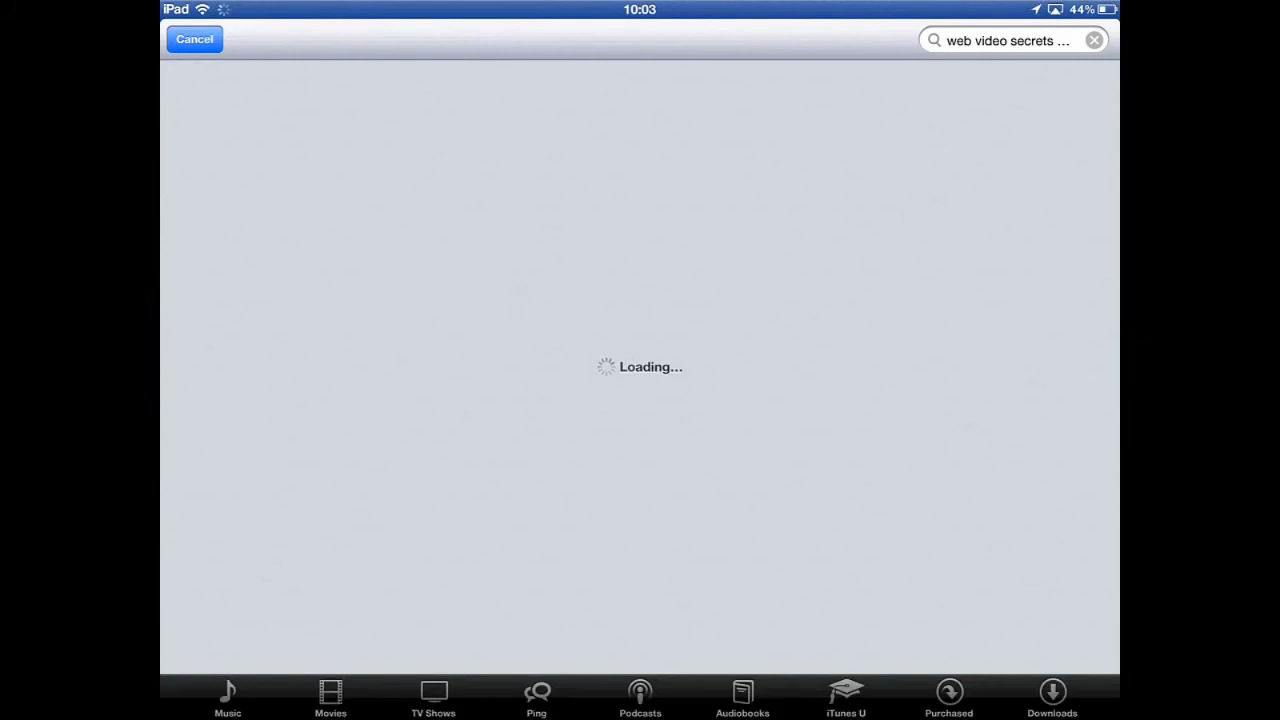 iPad 10:03 44%
Cancel web video secrets ...
Loading...
Music Movies TV Shows Ping Podcasts Audiobooks iTunes U Purchased Downloads